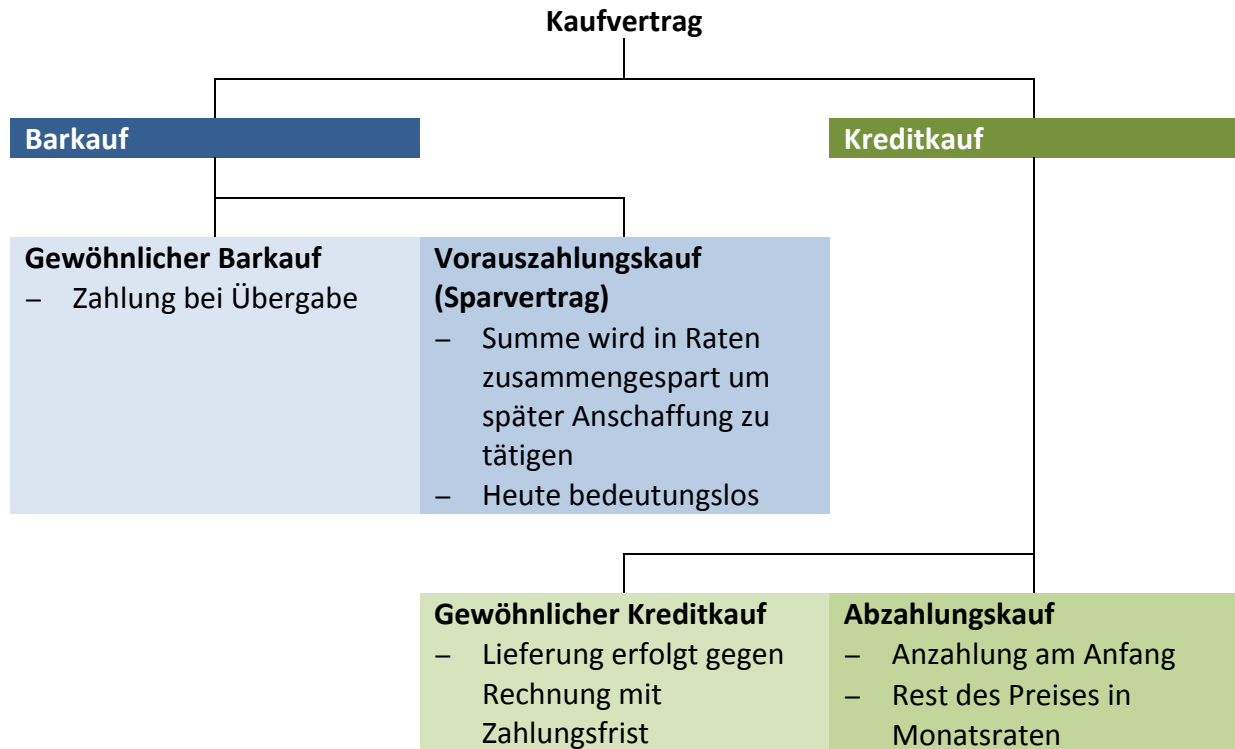 Kaufvertrag
Barkauf
Kreditkauf
Gewöhnlicher Barkauf
– Zahlung bei Übergabe
Vorauszahlungskauf
(Sparvertrag)
– Summe wird in Raten
zusammengespart um
später Anschaffung zu
tätigen
– Heute bedeutungslos
Gewöhnlicher Kreditkauf
– Lieferung erfolgt gegen
Rechnung mit
Zahlungsfrist
Abzahlungskauf
– Anzahlung am Anfang
– Rest des Preises in
Monatsraten